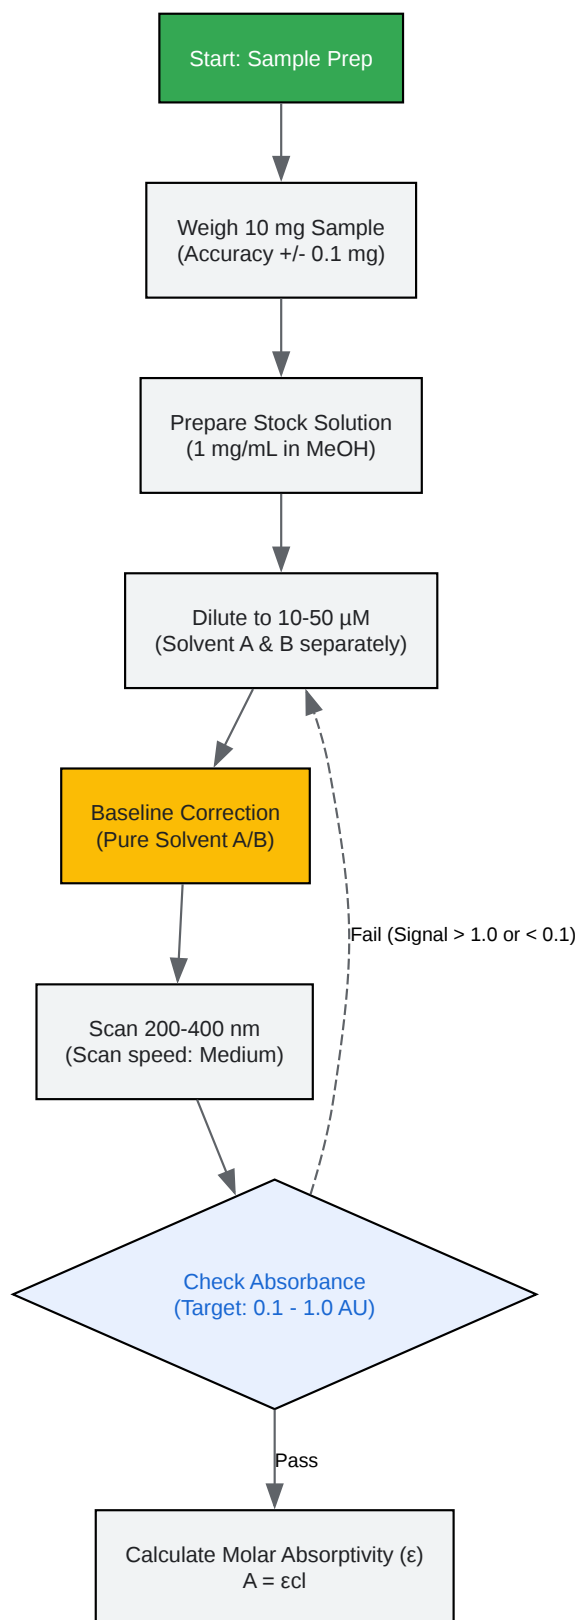 Start: Sample Prep
Weigh 10 mg Sample
(Accuracy +/- 0.1 mg)
Prepare Stock Solution
(1 mg/mL in MeOH)
Dilute to 10-50 µM
(Solvent A & B separately)
Baseline Correction
(Pure Solvent A/B)
Fail (Signal > 1.0 or < 0.1)
Scan 200-400 nm
(Scan speed: Medium)
Check Absorbance
(Target: 0.1 - 1.0 AU)
Pass
Calculate Molar Absorptivity (ε)
A = εcl